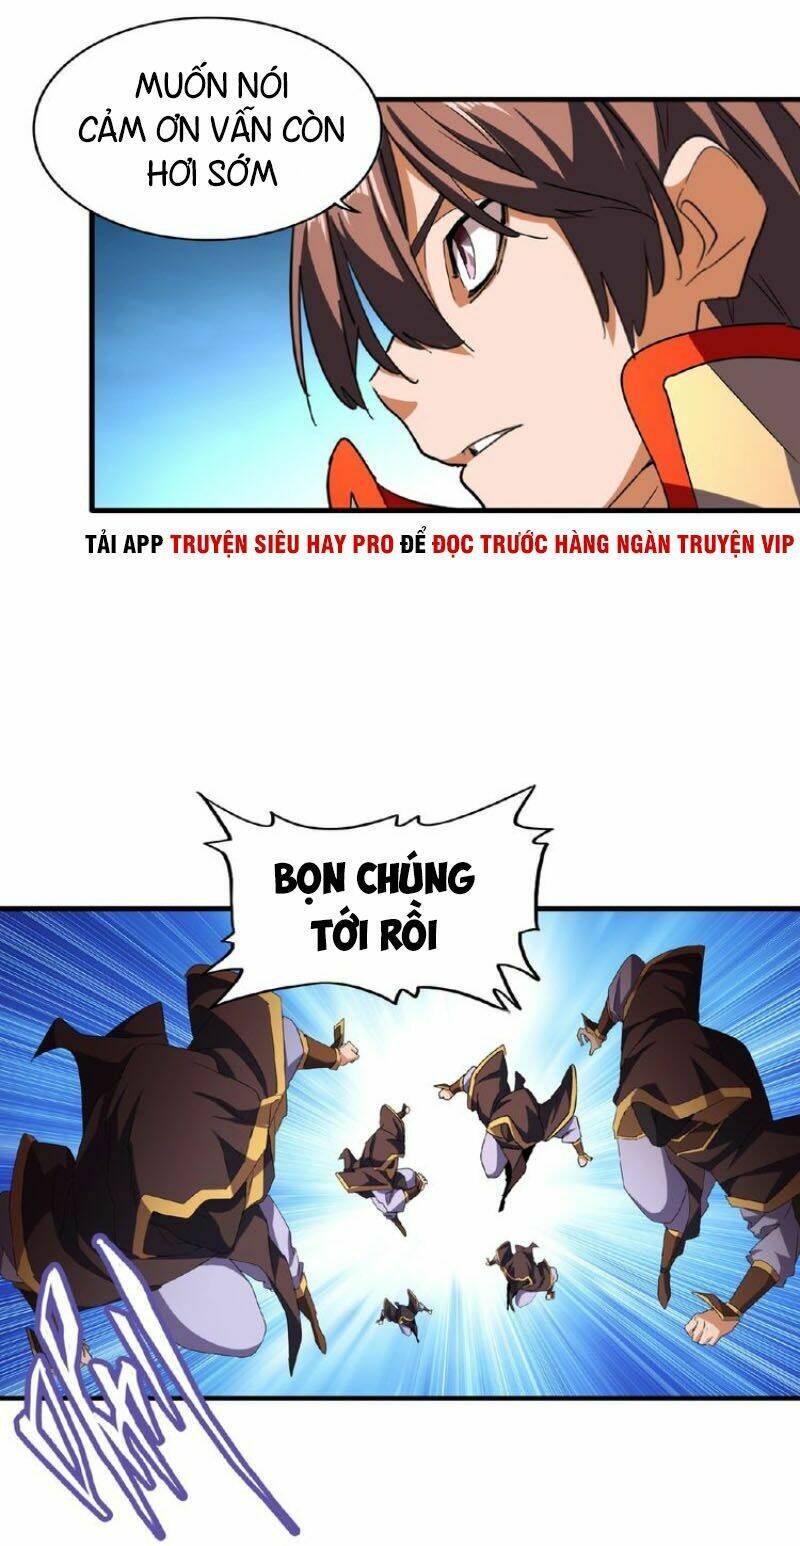 MUỐN NÓI
CẢM ƠN VẪN CÒN
HƠI SỚM
TẢI APP TRUYỆN SIÊU HAY PRO ĐỂ ĐỌC TRƯỚC HÀNG NGÀN TRUYỆN VIP
BỌN CHÚNG
TỚI RỒI